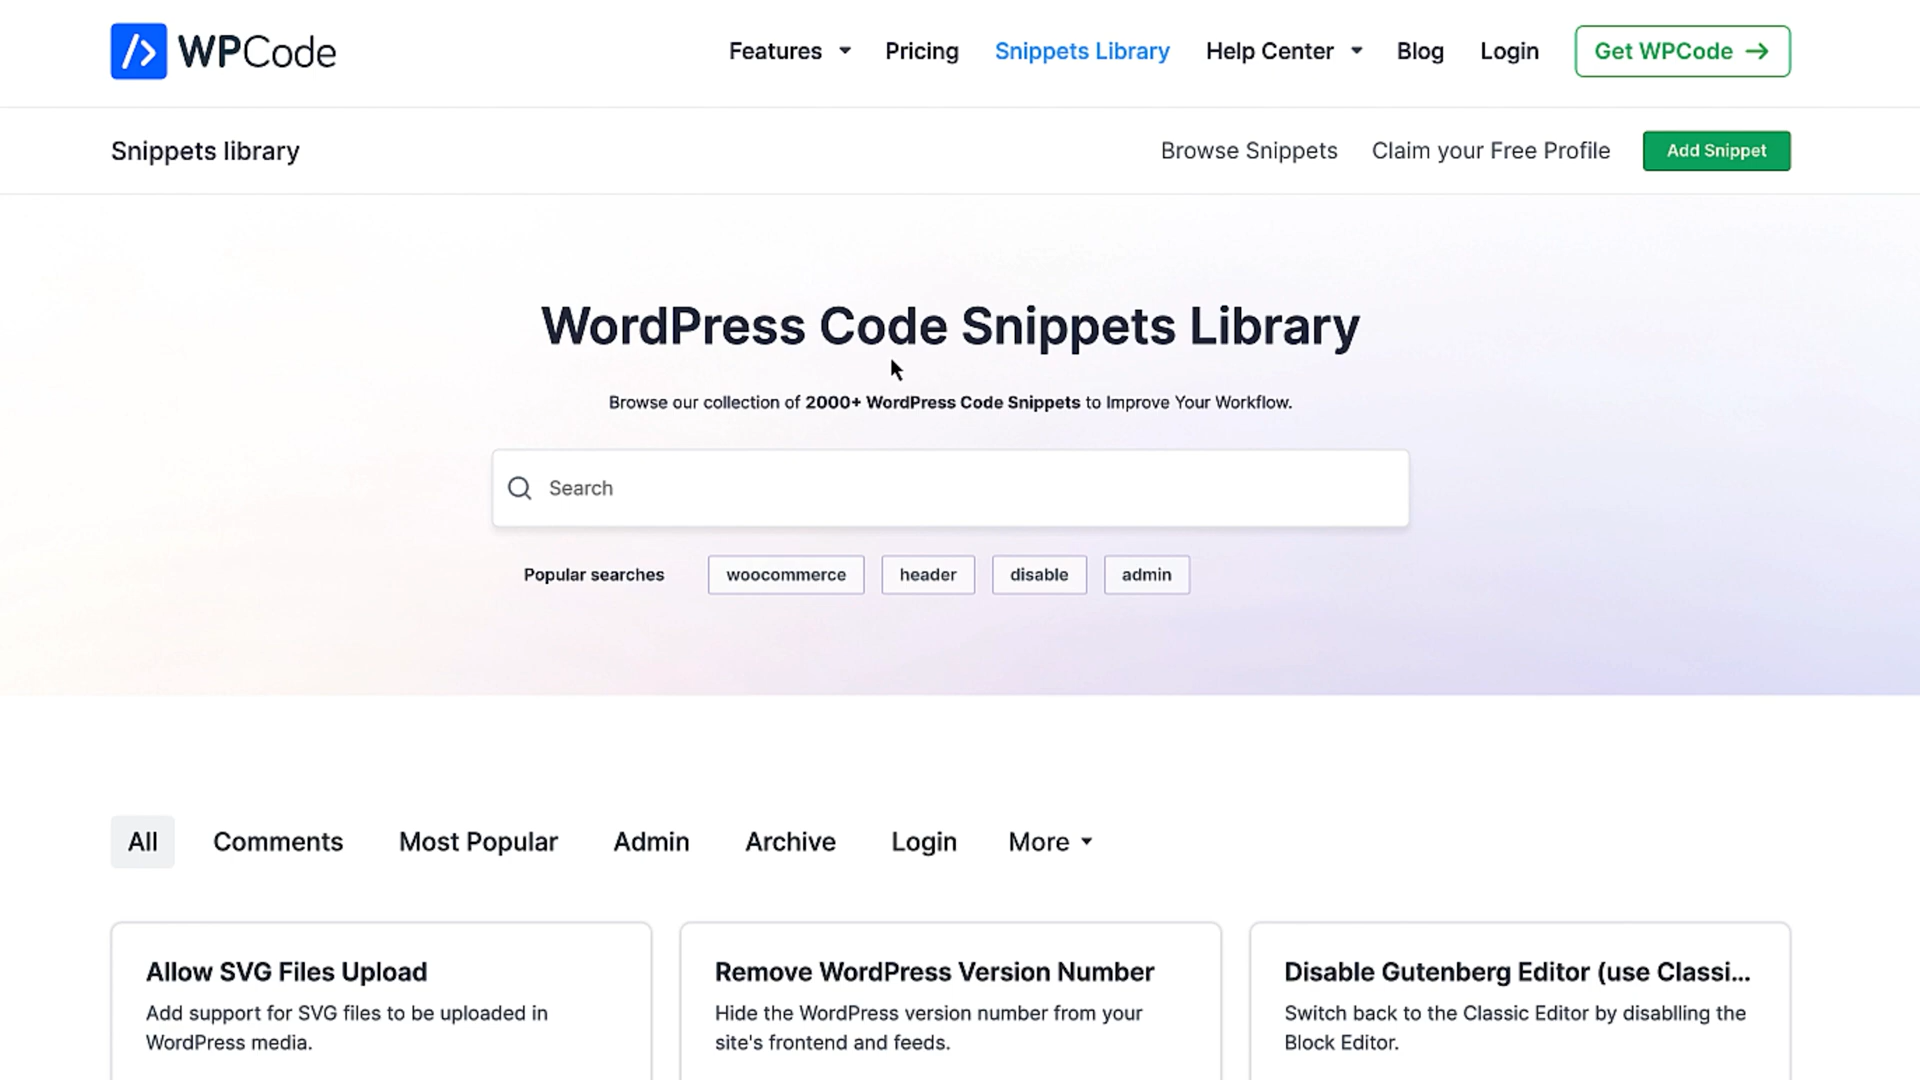 WPCode
Features Pricing Snippets Library Help Center Blog Login Get WPCode →
Snippets library
Browse Snippets Claim your Free Profile Add Snippet
WordPress Code Snippets Library
Browse our collection of 2000+ WordPress Code Snippets to Improve Your Workflow.
Search
Popular searches woocommerce header disable admin
All Comments Most Popular Admin Archive Login More
Allow SVG Files Upload
Add support for SVG files to be uploaded in
WordPress media.
Remove WordPress Version Number
Hide the WordPress version number from your
site's frontend and feeds.
Disable Gutenberg Editor (use Classi...
Switch back to the Classic Editor by disablling the
Block Editor.